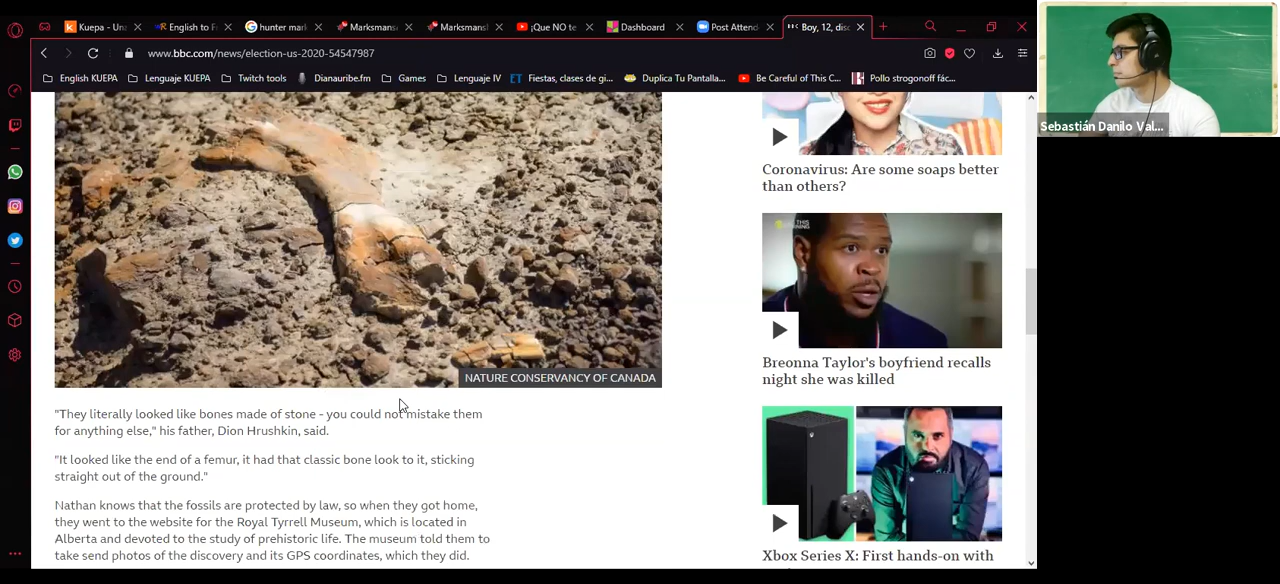 Kuepa - Una
English to F
hunter mark
Marksmans
Marksmans
¡Que NO te
Dashboard
Post Attend
Boy, 12, disc
www.bbc.com/news/election-us-2020-54547987
English KUEPA
Lenguaje KUEPA
Twitch tools
Dianauribe.fm
Games
Lenguaje IV
Fiestas, clases de gi...
Duplica Tu Pantalla...
Be Careful of This C...
Pollo strogonoff fác...
Sebastián Danilo Val...
NATURE CONSERVANCY OF CANADA
"They literally looked like bones made of stone - you could not mistake them
for anything else," his father, Dion Hrushkin, said.
"It looked like the end of a femur, it had that classic bone look to it, sticking
straight out of the ground."
Nathan knows that the fossils are protected by law, so when they got home,
they went to the website for the Royal Tyrrell Museum, which is located in
Alberta and devoted to the study of prehistoric life. The museum told them to
take send photos of the discovery and its GPS coordinates, which they did.
Coronavirus: Are some soaps better
than others?
Breonna Taylor's boyfriend recalls
night she was killed
Xbox Series X: First hands-on with